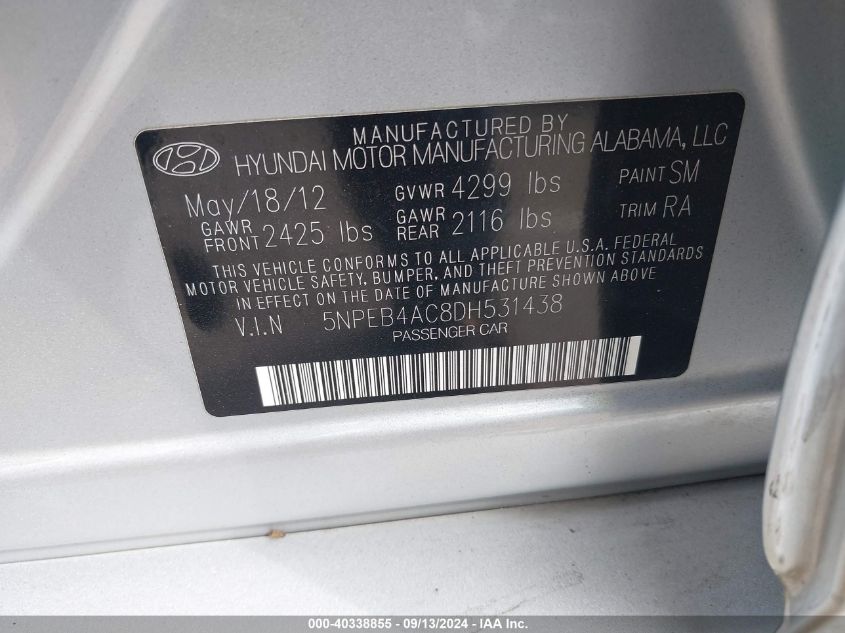 MANUFACTURED BY
HYUNDAI MOTOR MANUFACTURING ALABAMA, LLC
May/18/12 GVWR 4299 lbs PAINT SM
GAWR FRONT 2425 lbs GAWR REAR 2116 lbs TRIM RA
THIS VEHICLE CONFORMS TO ALL APPLICABLE U.S.A. FEDERAL
MOTOR VEHICLE SAFETY, BUMPER, AND THEFT PREVENTION STANDARDS
IN EFFECT ON THE DATE OF MANUFACTURE SHOWN ABOVE
V.I.N 5NPEB4AC8DH531438
PASSENGER CAR
000-40338855 - 09/13/2024 - IAA Inc.